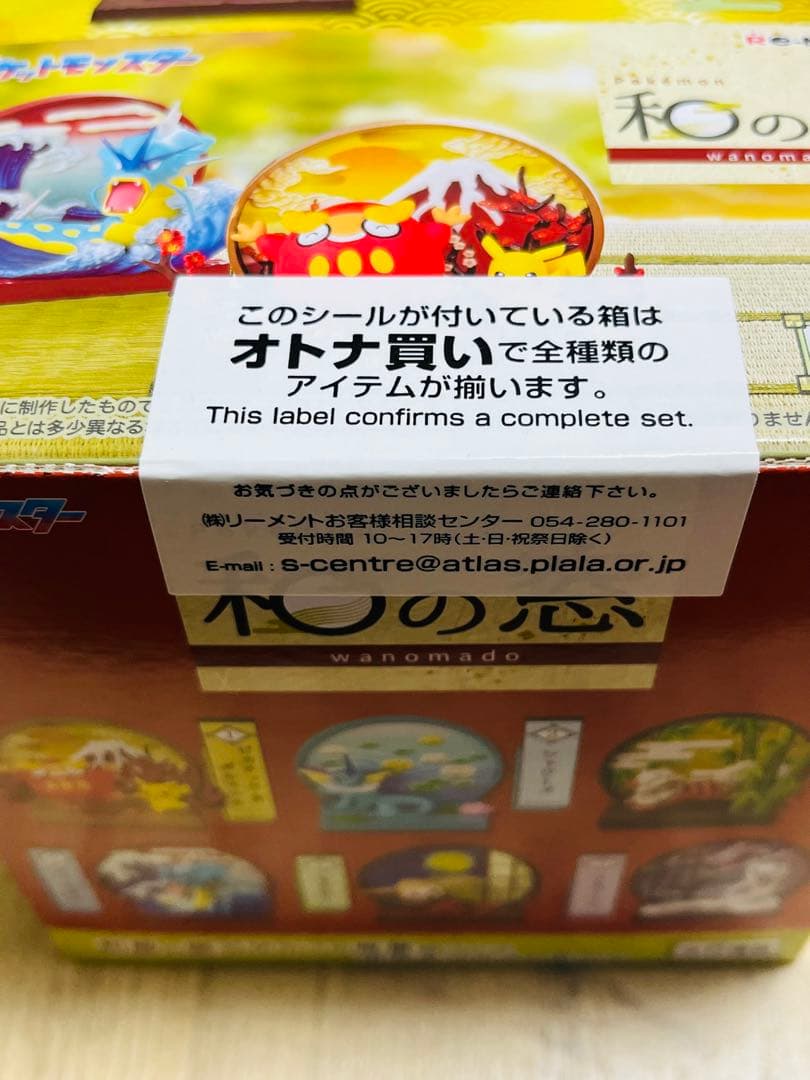 ケットモンスター
Pokémon
和の
wanoma
このシールが付いている箱は
オトナ買いで全種類の
アイテムが揃います。
This label confirms a complete set.
に制作したもので
品とは多少異なる
りません
お気づきの点がございましたらご連絡下さい。
㈱リーメントお客様相談センター 054-280-1101
受付時間 10〜17時(土・日・祝祭日除く)
E-mail : s-centre@atlas.plala.or.jp
スター
和の窓
wanomado